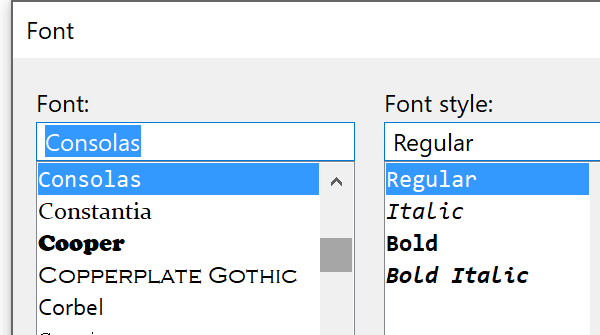 Font
Font:
Consolas
Consolas
Constantia
Cooper
Copperplate Gothic
Corbel
Font style:
Regular
Regular
Italic
Bold
Bold Italic